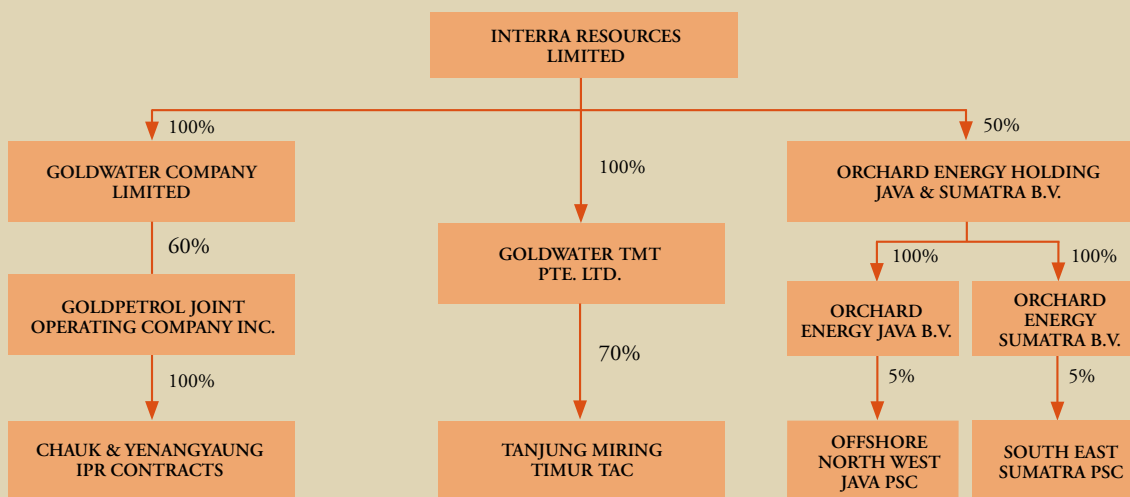 INTERRA RESOURCES
LIMITED
100%
50%
GOLDWATER COMPANY
LIMITED
100%
ORCHARD ENERGY HOLDING
JAVA & SUMATRA B.V.
60%
GOLDWATER TMT
PTE. LTD.
100%
100%
GOLDPETROL JOINT
OPERATING COMPANY INC.
ORCHARD
ENERGY JAVA B.V.
ORCHARD
ENERGY
SUMATRA B.V.
100%
70%
5%
5%
CHAUK & YENANGYAUNG
IPR CONTRACTS
TANJUNG MIRING
TIMUR TAC
OFFSHORE
NORTH WEST
JAVA PSC
SOUTH EAST
SUMATRA PSC